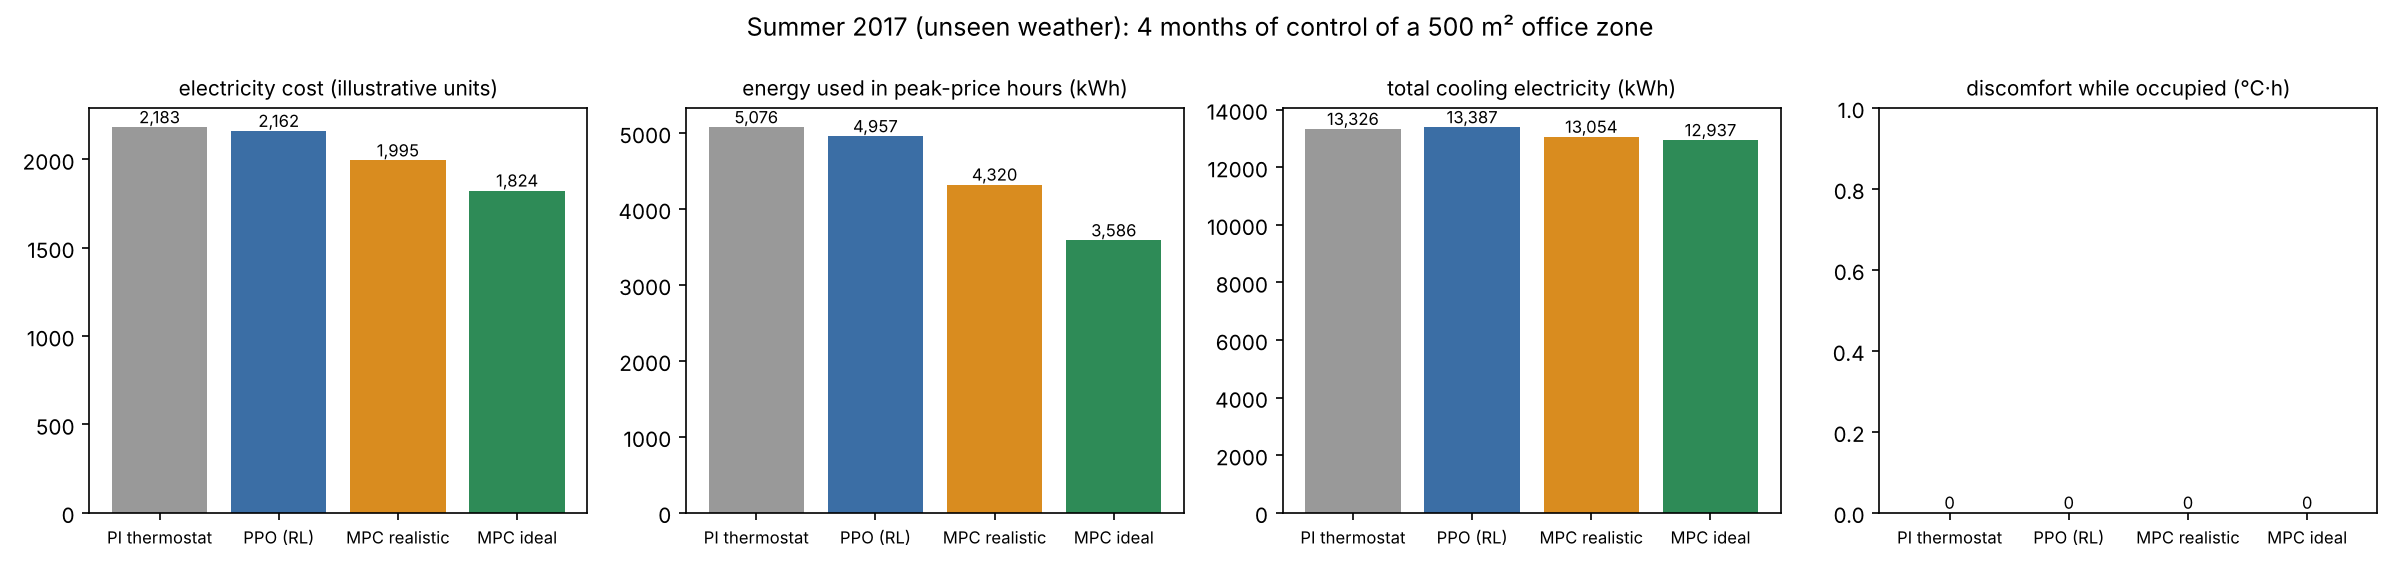 Summer 2017 (unseen weather): 4 months of control of a 500 m² office zone
electricity cost (illustrative units)
2,183
2,162
1,995
1,824
2000
1500
1000
500
0
PI thermostat
PPO (RL)
MPC realistic
MPC ideal
energy used in peak-price hours (kWh)
5,076
4,957
4,320
3,586
5000
4000
3000
2000
1000
0
PI thermostat
PPO (RL)
MPC realistic
MPC ideal
total cooling electricity (kWh)
13,326
13,387
13,054
12,937
14000
12000
10000
8000
6000
4000
2000
0
PI thermostat
PPO (RL)
MPC realistic
MPC ideal
discomfort while occupied (°C·h)
1.0
0.8
0.6
0.4
0.2
0.0
0
0
0
0
PI thermostat
PPO (RL)
MPC realistic
MPC ideal